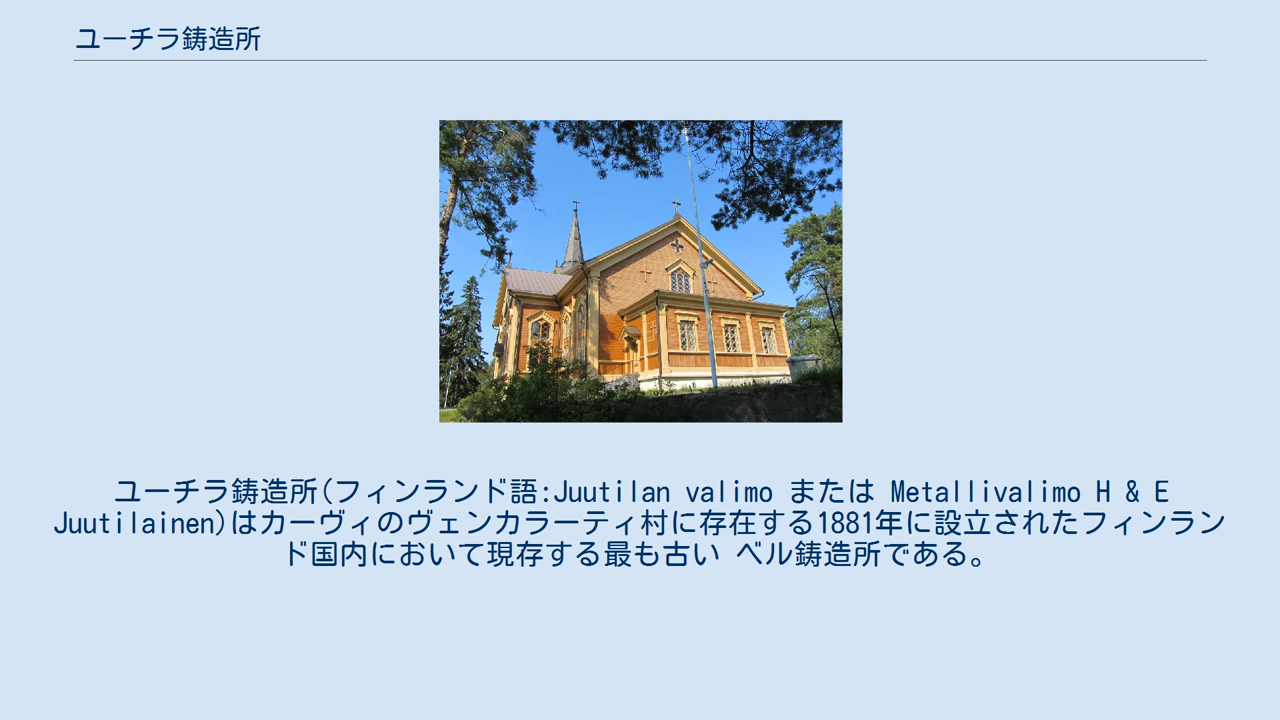 ユーチラ鋳造所
ユーチラ鋳造所(フィンランド語:Juutilan valimo または Metallivalimo H & E
Juutilainen)はカーヴィのヴェンカラーティ村に存在する1881年に設立されたフィンラン
ド国内において現存する最も古い ベル鋳造所である。